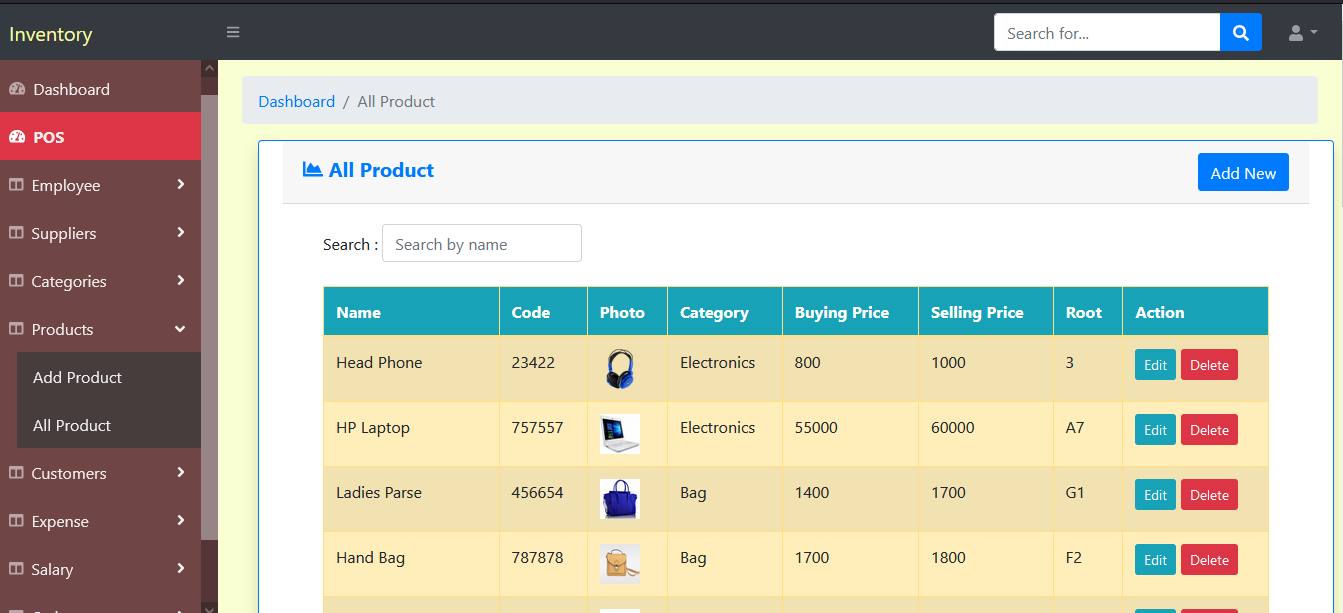 Inventory
Search for...
Dashboard
POS
Employee
Suppliers
Categories
Products
Add Product
All Product
Customers
Expense
Salary
Dashboard / All Product
All Product
Add New
Search : Search by name
Name Code Photo Category Buying Price Selling Price Root Action
Head Phone 23422 Electronics 800 1000 3 Edit Delete
HP Laptop 757557 Electronics 55000 60000 A7 Edit Delete
Ladies Parse 456654 Bag 1400 1700 G1 Edit Delete
Hand Bag 787878 Bag 1700 1800 F2 Edit Delete